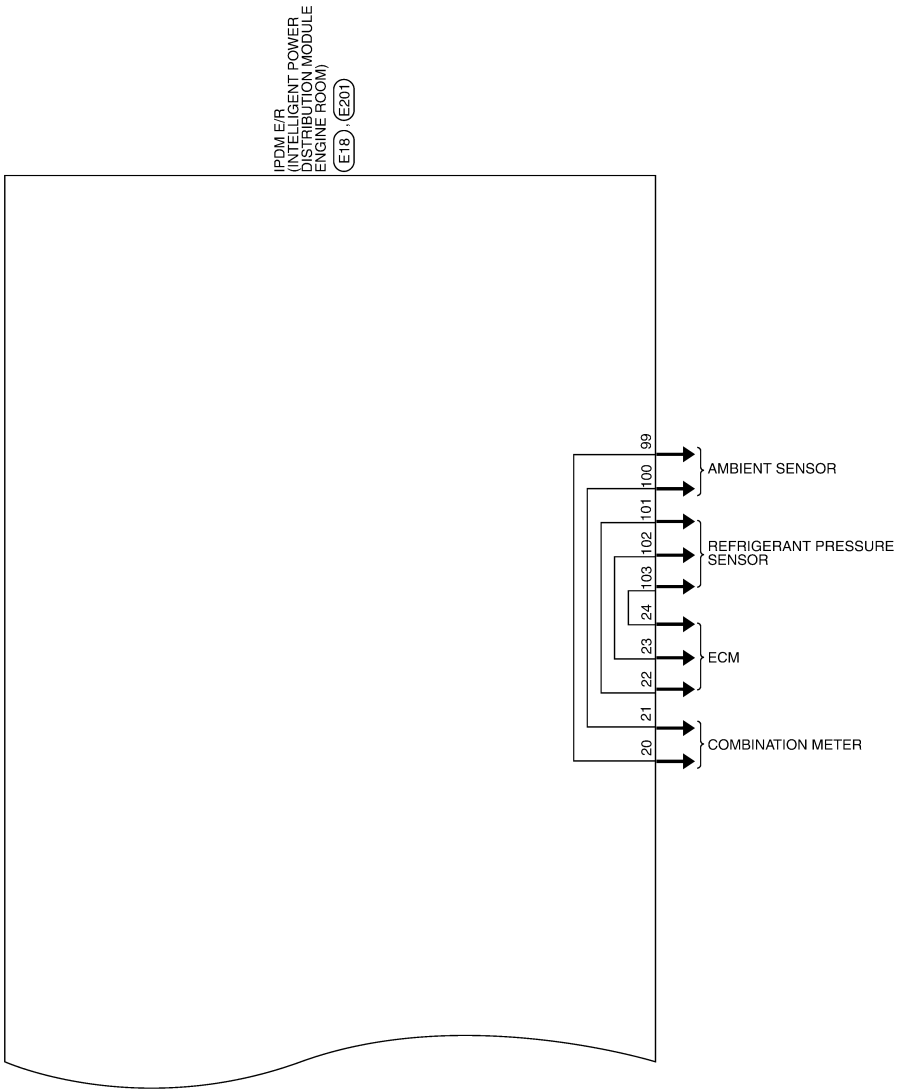 IPDM E/R
(INTELLIGENT POWER
DISTRIBUTION MODULE
ENGINE ROOM)
E18 , E201
99
100
AMBIENT SENSOR
101
102
103
REFRIGERANT PRESSURE
SENSOR
24
23
22
ECM
21
20
COMBINATION METER